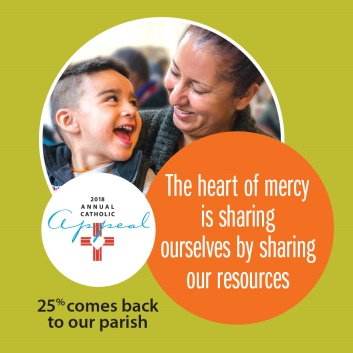 2018
ANNUAL
CATHOLIC
Appeal
The heart of mercy
is sharing
ourselves by sharing
our resources
25% comes back
to our parish